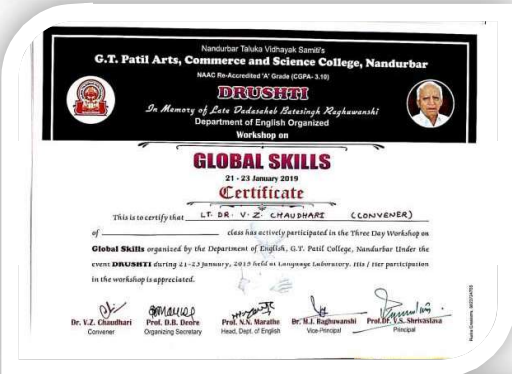 Nandurbar Taluka Vidhayak Samiti's
G.T. Patil Arts, Commerce and Science College, Nandurbar
NAAC Re-Accredited 'A' Grade (CGPA- 3.10)
DRUSHTI
In Memory of Late Dadasaheb Batesingh Raghuwanshi
Department of English Organized
Workshop on
GLOBAL SKILLS
21 - 23 January 2019
Certificate
This is to certify that LT. DR. V. Z. CHAUDHARI (CONVENER)
of class has actively participated in the Three Day Workshop on
Global Skills organized by the Department of English, G.T. Patil College, Nandurbar Under the
event DRUSHTI during 21-23 January, 2019 held at Language Laboratory. His / Her participation
in the workshop is appreciated.
Dr. V.Z. Chaudhari Prof. D.B. Deore Prof. N.N. Marathe Dr. M.J. Raghuwanshi Prof.Dr. V.S. Shrivastava
Convener Organizing Secretary Head, Dept. of English Vice-Principal Principal